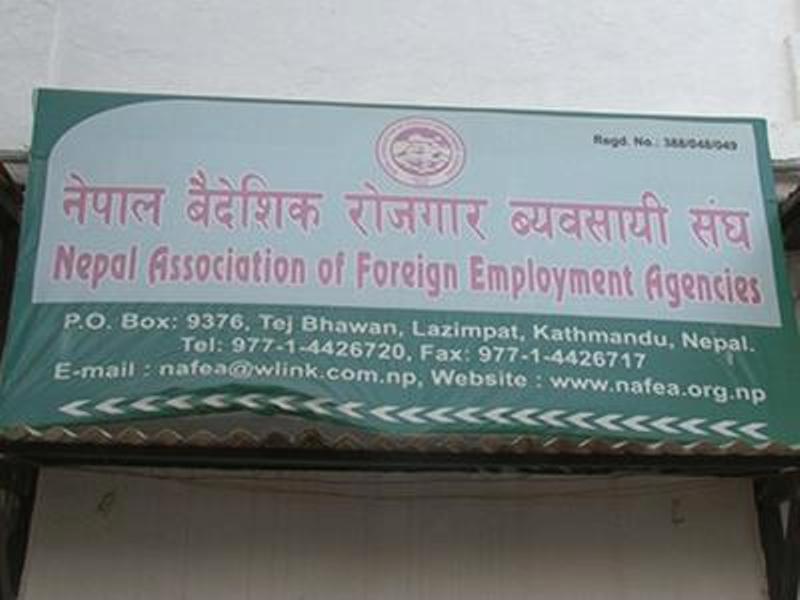 Regd. No.: 388/048/049
नेपाल बैदेशिक रोजगार ब्यवसायी संघ
Nepal Association of Foreign Employment Agencies
P.O. Box: 9376, Tej Bhawan, Lazimpat, Kathmandu, Nepal.
Tel: 977-1-4426720, Fax: 977-1-4426717
E-mail : nafea@wlink.com.np, Website : www.nafea.org.np